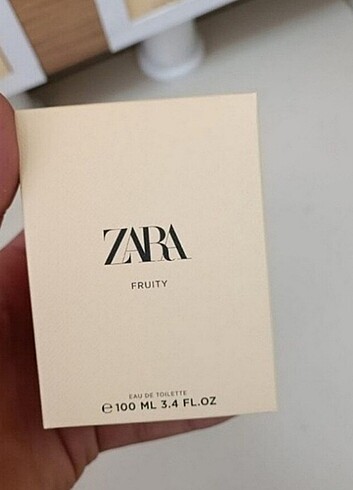 ZARA
FRUITY
EAU DE TOILETTE
℮ 100 ML 3.4 FL.OZ